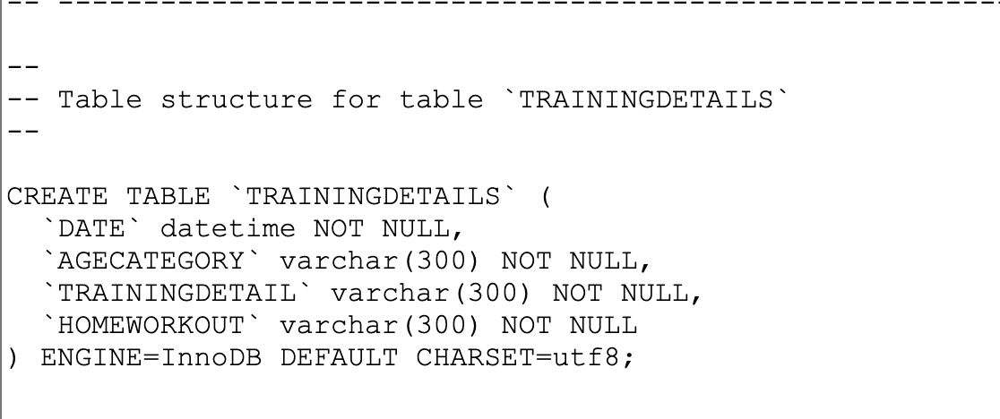 -- --------------------------------------------------------
--
-- Table structure for table `TRAININGDETAILS`
--
CREATE TABLE `TRAININGDETAILS` (
  `DATE` datetime NOT NULL,
  `AGECATEGORY` varchar(300) NOT NULL,
  `TRAININGDETAIL` varchar(300) NOT NULL,
  `HOMEWORKOUT` varchar(300) NOT NULL
) ENGINE=InnoDB DEFAULT CHARSET=utf8;